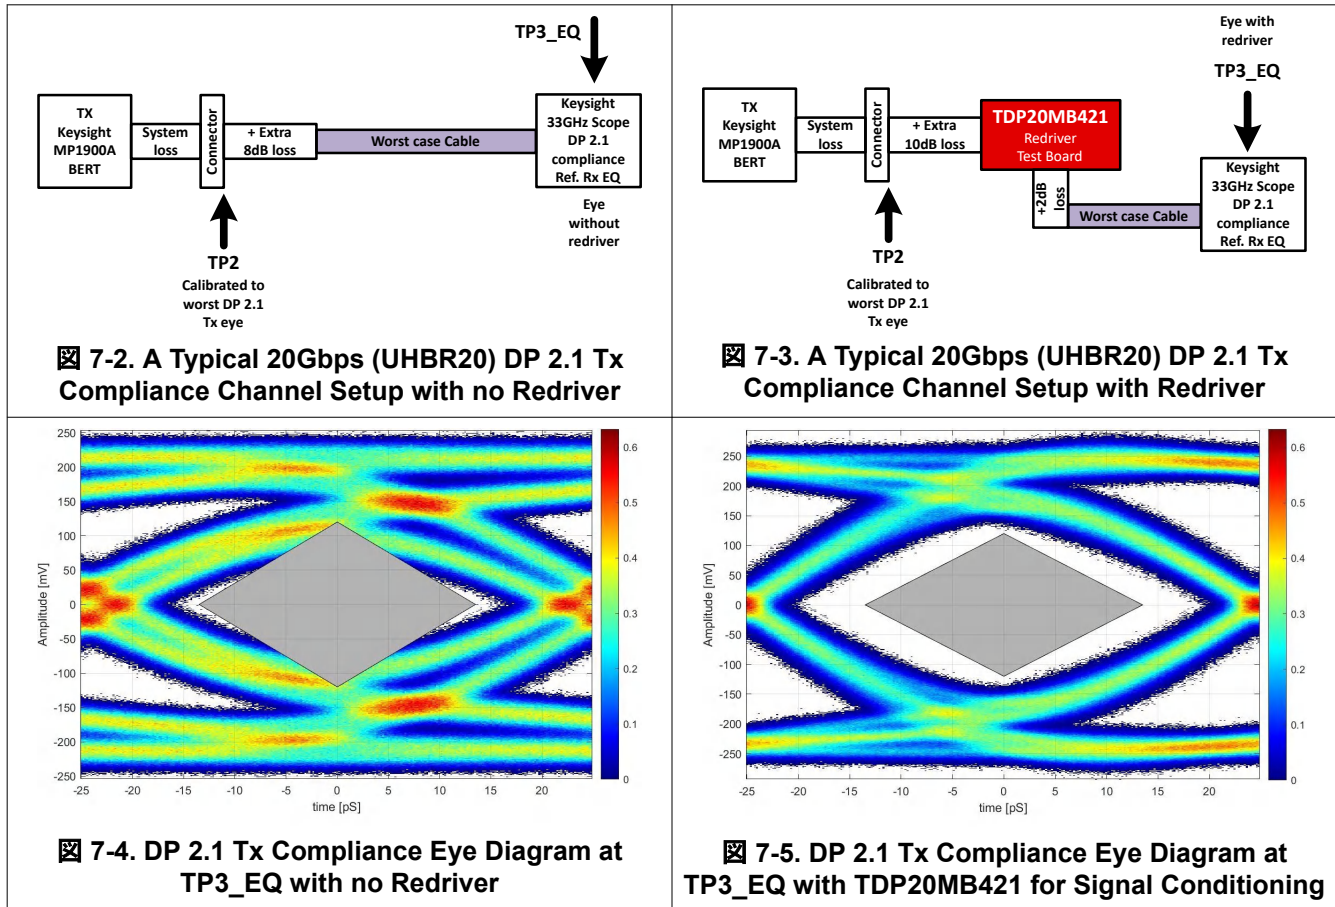 TP3_EQ
TX
Keysight
MP1900A
BERT
System
loss
Connector
+ Extra
8dB loss
Worst case Cable
Keysight
33GHz Scope
DP 2.1
compliance
Ref. Rx EQ
Eye
without
redriver
TP2
Calibrated to
worst DP 2.1
Tx eye
図 7-2. A Typical 20Gbps (UHBR20) DP 2.1 Tx
Compliance Channel Setup with no Redriver
Eye with
redriver
TP3_EQ
TX
Keysight
MP1900A
BERT
System
loss
Connector
+ Extra
10dB loss
TDP20MB421
Redriver
Test Board
+2dB
loss
Worst case Cable
Keysight
33GHz Scope
DP 2.1
compliance
Ref. Rx EQ
TP2
Calibrated to
worst DP 2.1
Tx eye
図 7-3. A Typical 20Gbps (UHBR20) DP 2.1 Tx
Compliance Channel Setup with Redriver
Amplitude [mV]
250
200
150
100
50
0
-50
-100
-150
-200
-250
-25 -20 -15 -10 -5 0 5 10 15 20
time [pS]
0.6
0.5
0.4
0.3
0.2
0.1
0
図 7-4. DP 2.1 Tx Compliance Eye Diagram at
TP3_EQ with no Redriver
Amplitude [mV]
250
200
150
100
50
0
-50
-100
-150
-200
-250
-25 -20 -15 -10 -5 0 5 10 15 20
time [pS]
0.6
0.5
0.4
0.3
0.2
0.1
0
図 7-5. DP 2.1 Tx Compliance Eye Diagram at
TP3_EQ with TDP20MB421 for Signal Conditioning